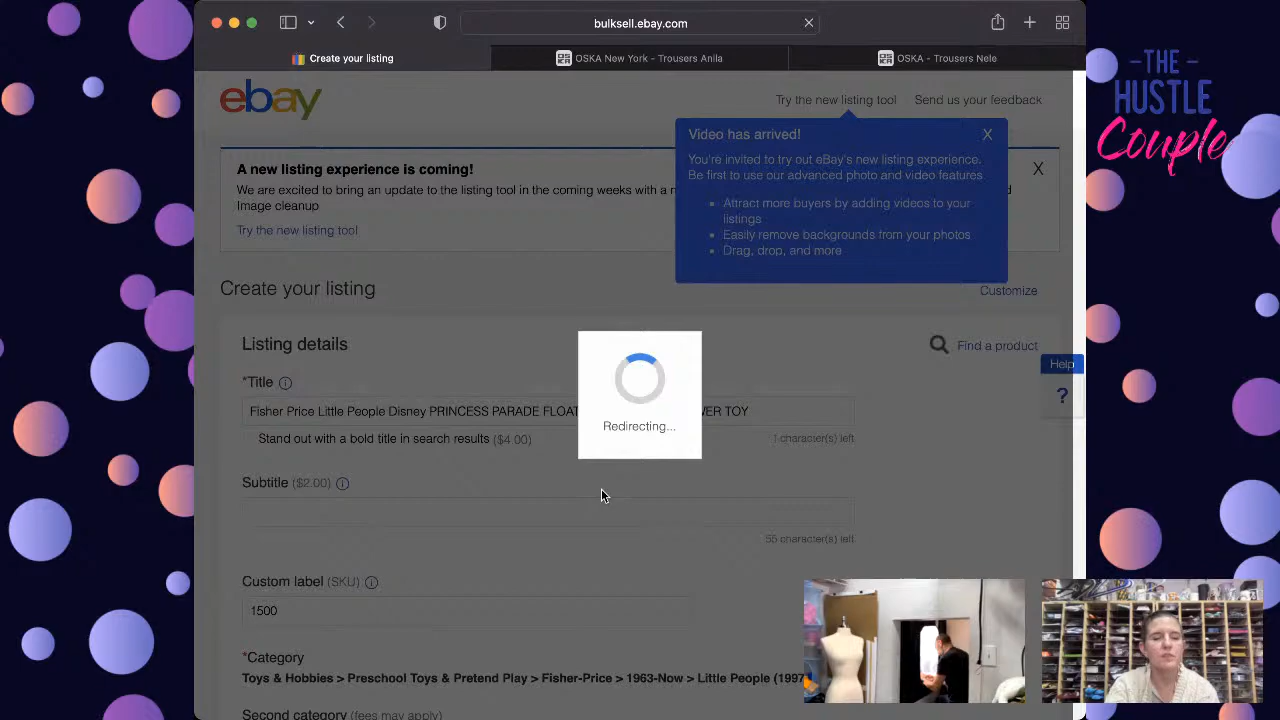 bulksell.ebay.com
Create your listing
OSKA New York - Trousers Anila
OSKA - Trousers Nele
-THE-
HUSTLE
Couple
ebay
Try the new listing tool
Send us your feedback
Video has arrived!
X
You're invited to try out eBay's new listing experience.
Be first to use our advanced photo and video features
Attract more buyers by adding videos to your
listings
Easily remove backgrounds from your photos
Drag, drop, and more
A new listing experience is coming!
X
We are excited to bring an update to the listing tool in the coming weeks with a
Image cleanup
Try the new listing tool
Create your listing
Customize
Listing details
Find a product
Help
?
*Title
Fisher Price Little People Disney PRINCESS PARADE FLOAT
TOY
Stand out with a bold title in search results ($4.00)
1 character(s) left
Redirecting...
Subtitle ($2.00)
55 character(s) left
Custom label (SKU)
1500
*Category
Toys & Hobbies > Preschool Toys & Pretend Play > Fisher-Price > 1963-Now > Little People (1997
Second category (fees may apply)